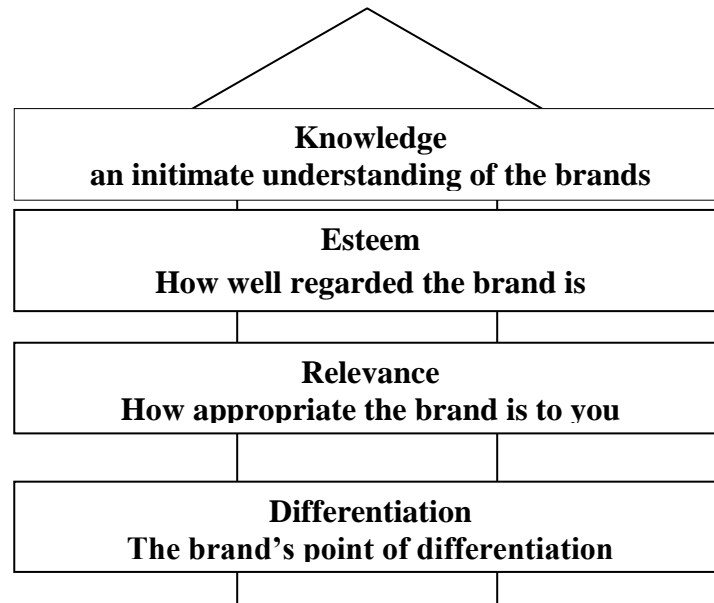 Knowledge
an initimate understanding of the brands
Esteem
How well regarded the brand is
Relevance
How appropriate the brand is to you
Differentiation
The brand's point of differentiation